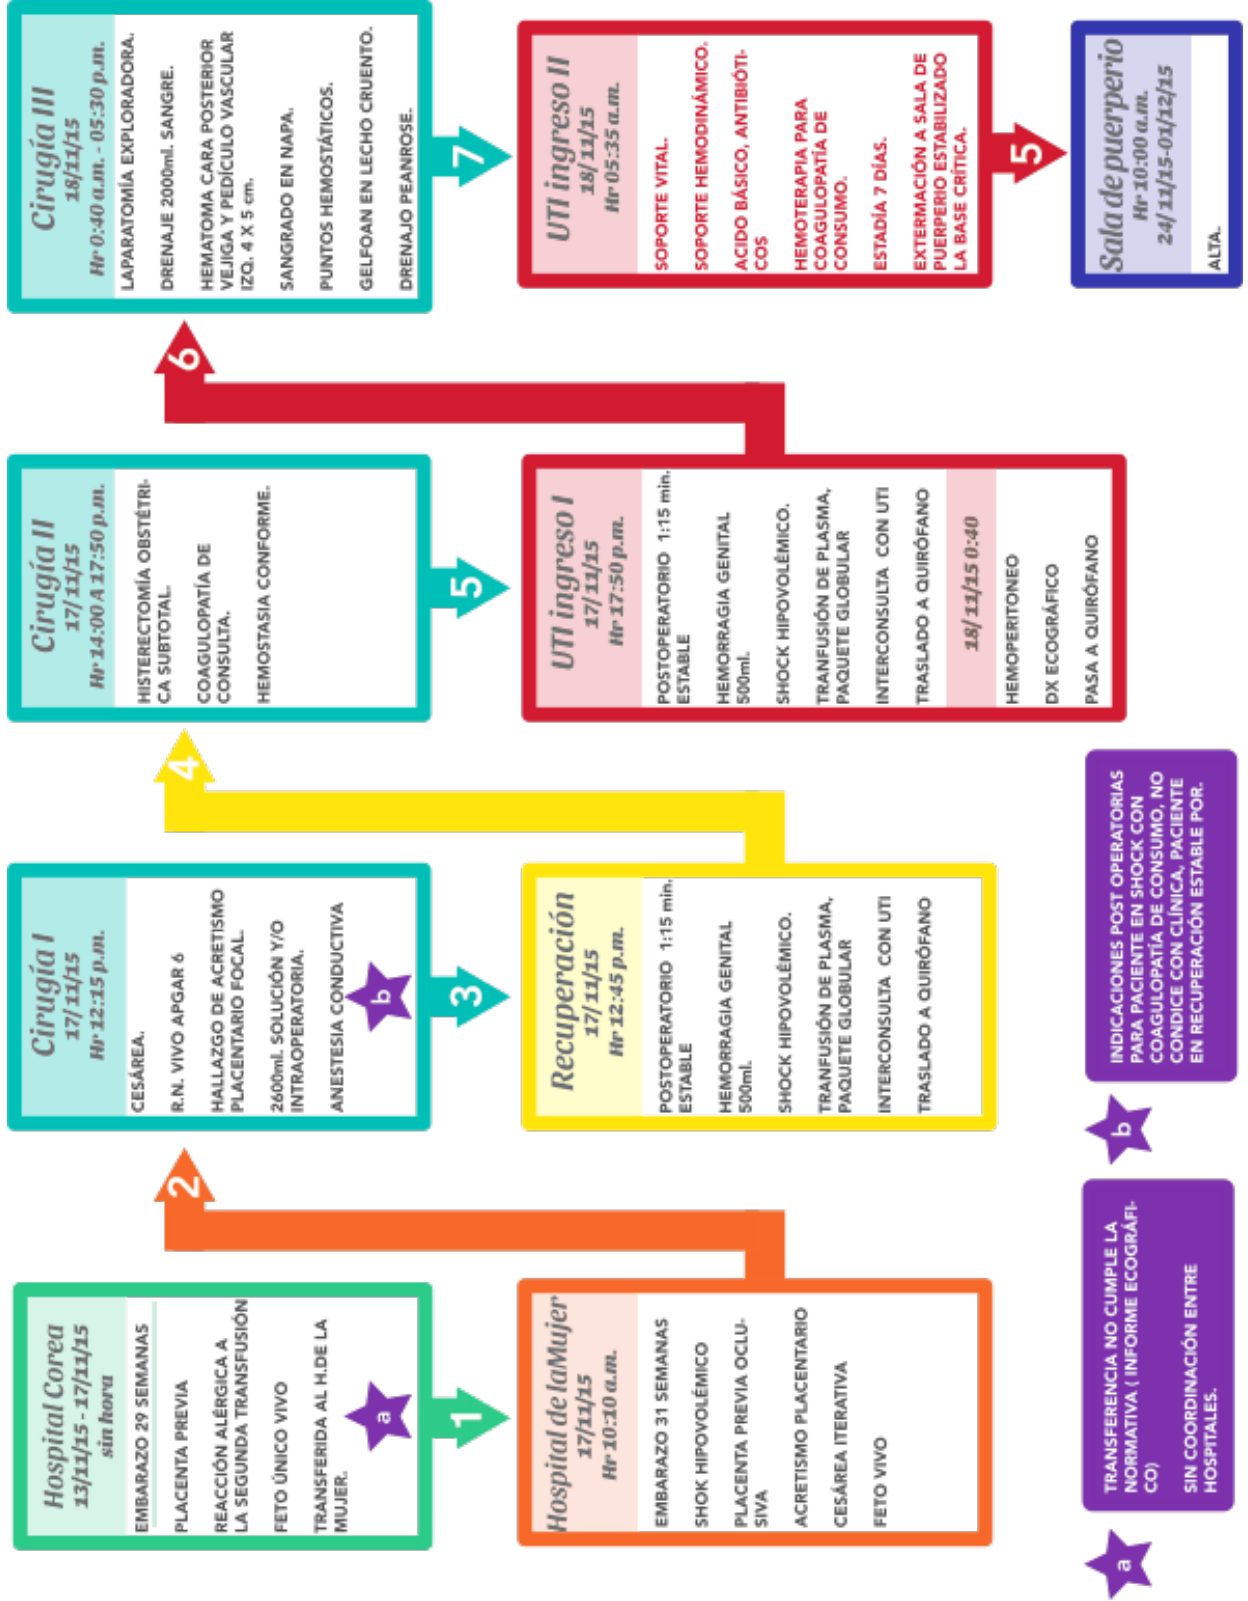 Hospital Corea
13/11/15 - 17/11/15
sin hora
EMBARAZO 29 SEMANAS
PLACENTA PREVIA
REACCIÓN ALÉRGICA A
LA SEGUNDA TRANSFUSIÓN
FETO ÚNICO VIVO
TRANSFERIDA AL H.DE LA
MUJER.
a
1
Hospital de laMujer
17/11/15
Hr 10:10 a.m.
EMBARAZO 31 SEMANAS
SHOK HIPOVOLÉMICO
PLACENTA PREVIA OCLU-
SIVA
ACRETISMO PLACENTARIO
CESÁREA ITERATIVA
FETO VIVO
2
Cirugía I
17/11/15
Hr 12:15 p.m.
CESÁREA.
R.N. VIVO APGAR 6
HALLAZGO DE ACRETISMO
PLACENTARIO FOCAL.
2600ml. SOLUCIÓN Y/O
INTRAOPERATORIA.
ANESTESIA CONDUCTIVA
b
3
Recuperación
17/11/15
Hr 12:45 p.m.
POSTOPERATORIO 1:15 min.
ESTABLE
HEMORRAGIA GENITAL
500ml.
SHOCK HIPOVOLÉMICO.
TRANFUSIÓN DE PLASMA,
PAQUETE GLOBULAR
INTERCONSULTA CON UTI
TRASLADO A QUIRÓFANO
4
Cirugía II
17/11/15
Hr 14:00 A 17:50 p.m.
HISTERECTOMÍA OBSTÉTRI-
CA SUBTOTAL.
COAGULOPATÍA DE
CONSULTA.
HEMOSTASIA CONFORME.
5
UTI ingreso I
17/11/15
Hr 17:50 p.m.
POSTOPERATORIO 1:15 min.
ESTABLE
HEMORRAGIA GENITAL
500ml.
SHOCK HIPOVOLÉMICO.
TRANFUSIÓN DE PLASMA,
PAQUETE GLOBULAR
INTERCONSULTA CON UTI
TRASLADO A QUIRÓFANO
18/11/15 0:40
HEMOPERITONEO
DX ECOGRÁFICO
PASA A QUIRÓFANO
6
Cirugía III
18/11/15
Hr 0:40 a.m. - 05:30 p.m.
LAPARATOMÍA EXPLORADORA.
DRENAJE 2000ml. SANGRE.
HEMATOMA CARA POSTERIOR
VEJIGA Y PEDÍCULO VASCULAR
IZQ. 4 X 5 cm.
SANGRADO EN NAPA.
PUNTOS HEMOSTÁTICOS.
GELFOAN EN LECHO CRUENTO.
DRENAJO PEANROSE.
7
UTI ingreso II
18/11/15
Hr 05:35 a.m.
SOPORTE VITAL.
SOPORTE HEMODINÁMICO.
ACIDO BÁSICO, ANTIBIÓTI-
COS
HEMOTERAPIA PARA
COAGULOPATÍA DE
CONSUMO.
ESTADÍA 7 DÍAS.
EXTERMACIÓN A SALA DE
PUERPERIO ESTABILIZADO
LA BASE CRÍTICA.
5
Sala de puerperio
Hr 10:00 a.m.
24/11/15-01/12/15
ALTA.
a
TRANSFERENCIA NO CUMPLE LA
NORMATIVA ( INFORME ECOGRÁFI-
CO)
SIN COORDINACIÓN ENTRE
HOSPITALES.
b
INDICACIONES POST OPERATORIAS
PARA PACIENTE EN SHOCK CON
COAGULOPATÍA DE CONSUMO, NO
CONDICE CON CLÍNICA, PACIENTE
EN RECUPERACIÓN ESTABLE POR.